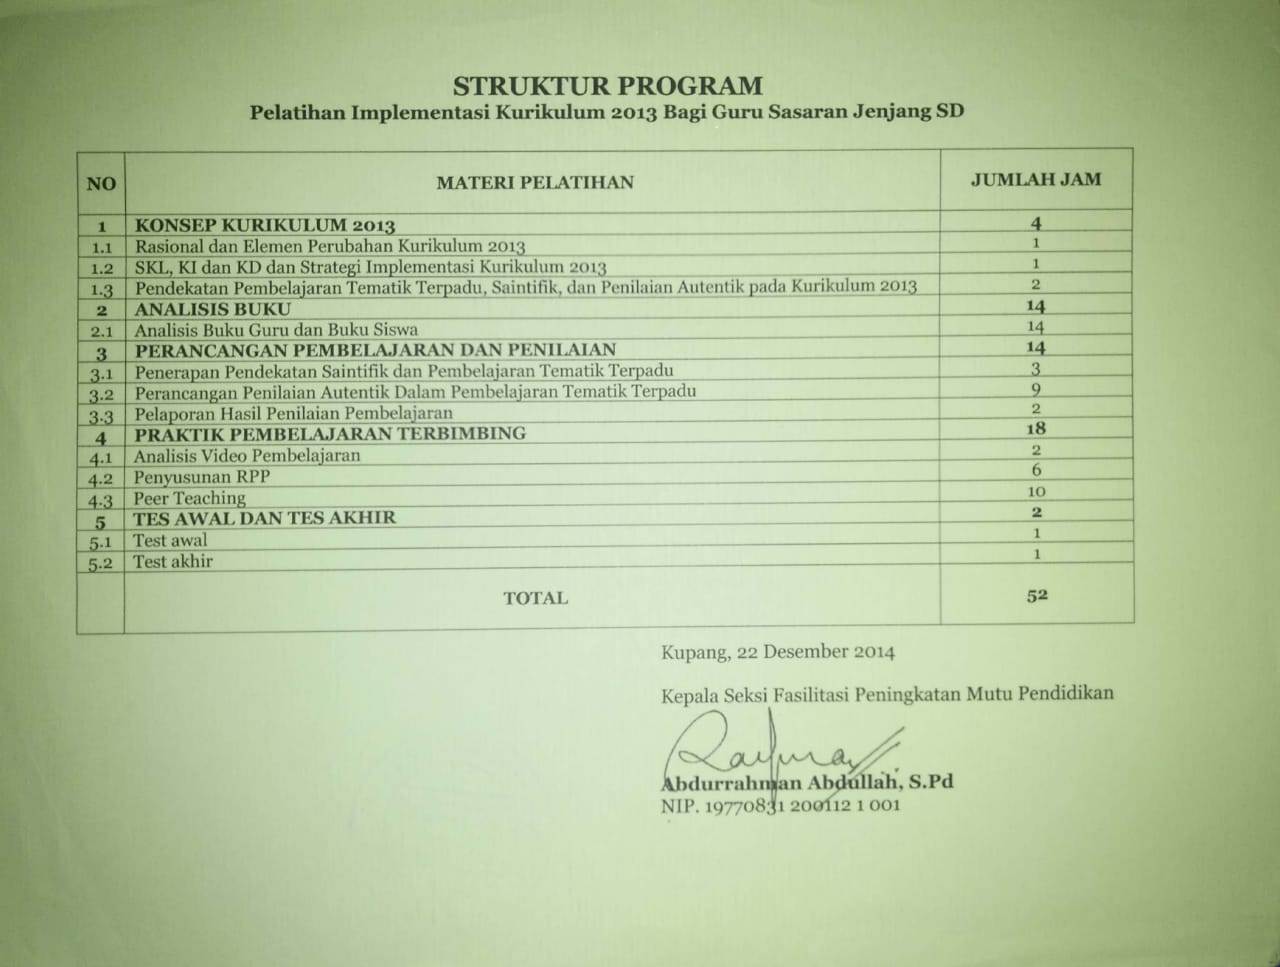 STRUKTUR PROGRAM
Pelatihan Implementasi Kurikulum 2013 Bagi Guru Sasaran Jenjang SD
NO MATERI PELATIHAN JUMLAH JAM
1 KONSEP KURIKULUM 2013 4
1.1 Rasional dan Elemen Perubahan Kurikulum 2013 1
1.2 SKL, KI dan KD dan Strategi Implementasi Kurikulum 2013 1
1.3 Pendekatan Pembelajaran Tematik Terpadu, Saintifik, dan Penilaian Autentik pada Kurikulum 2013 2
2 ANALISIS BUKU 14
2.1 Analisis Buku Guru dan Buku Siswa 14
3 PERANCANGAN PEMBELAJARAN DAN PENILAIAN 14
3.1 Penerapan Pendekatan Saintifik dan Pembelajaran Tematik Terpadu 3
3.2 Perancangan Penilaian Autentik Dalam Pembelajaran Tematik Terpadu 9
3.3 Pelaporan Hasil Penilaian Pembelajaran 2
4 PRAKTIK PEMBELAJARAN TERBIMBING 18
4.1 Analisis Video Pembelajaran 2
4.2 Penyusunan RPP 6
4.3 Peer Teaching 10
5 TES AWAL DAN TES AKHIR 2
5.1 Test awal 1
5.2 Test akhir 1
TOTAL 52
Kupang, 22 Desember 2014
Kepala Seksi Fasilitasi Peningkatan Mutu Pendidikan
Abdurrahman Abdullah, S.Pd
NIP. 19770831 200112 1 001